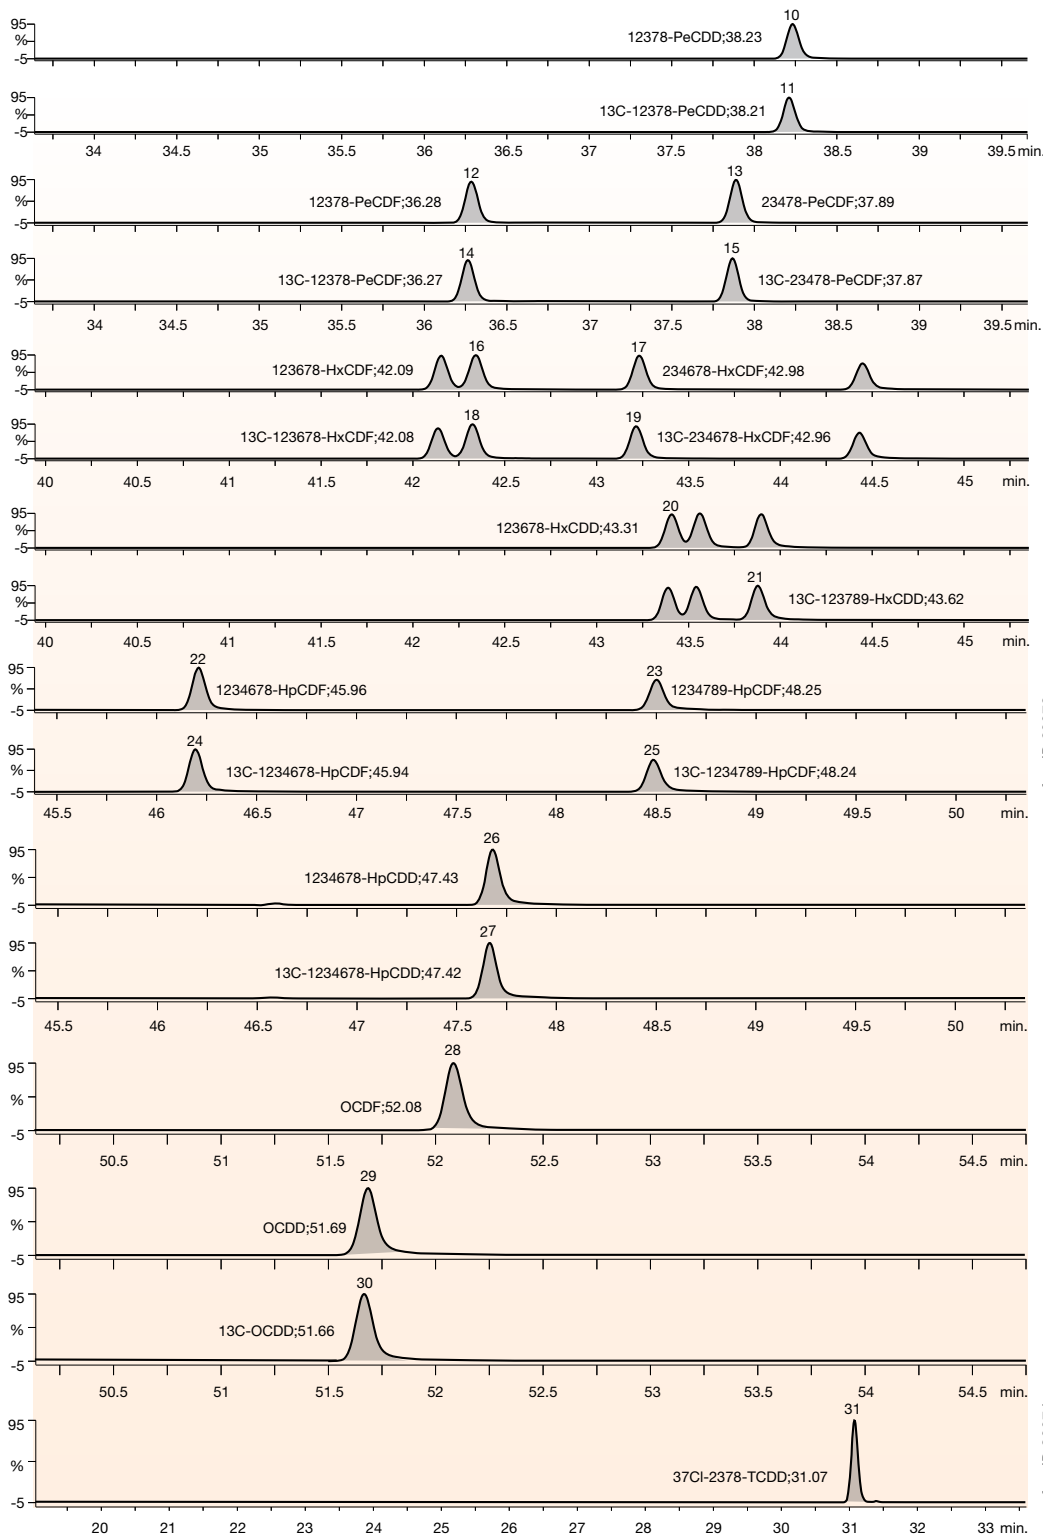 10
95
%
-5
12378-PeCDD;38.23
11
95
%
-5
13C-12378-PeCDD;38.21
34 34.5 35 35.5 36 36.5 37 37.5 38 38.5 39 39.5 min.
12 13
95
%
-5
12378-PeCDF;36.28 23478-PeCDF;37.89
14 15
95
%
-5
13C-12378-PeCDF;36.27 13C-23478-PeCDF;37.87
34 34.5 35 35.5 36 36.5 37 37.5 38 38.5 39 39.5 min.
16 17
95
%
-5
123678-HxCDF;42.09 234678-HxCDF;42.98
18 19
95
%
-5
13C-123678-HxCDF;42.08 13C-234678-HxCDF;42.96
40 40.5 41 41.5 42 42.5 43 43.5 44 44.5 45 min.
20
95
%
-5
123678-HxCDD;43.31
21
95
%
-5
13C-123789-HxCDD;43.62
40 40.5 41 41.5 42 42.5 43 43.5 44 44.5 45 min.
22 23
95
%
-5
1234678-HpCDF;45.96 1234789-HpCDF;48.25
24 25
95
%
-5
13C-1234678-HpCDF;45.94 13C-1234789-HpCDF;48.24
45.5 46 46.5 47 47.5 48 48.5 49 49.5 50 min.
26
95
%
-5
1234678-HpCDD;47.43
27
95
%
-5
13C-1234678-HpCDD;47.42
45.5 46 46.5 47 47.5 48 48.5 49 49.5 50 min.
28
95
%
-5
OCDF;52.08
50.5 51 51.5 52 52.5 53 53.5 54 54.5 min.
29
95
%
-5
OCDD;51.69
30
95
%
-5
13C-OCDD;51.66
50.5 51 51.5 52 52.5 53 53.5 54 54.5 min.
31
95
%
-5
37Cl-2378-TCDD;31.07
20 21 22 23 24 25 26 27 28 29 30 31 32 33 min.